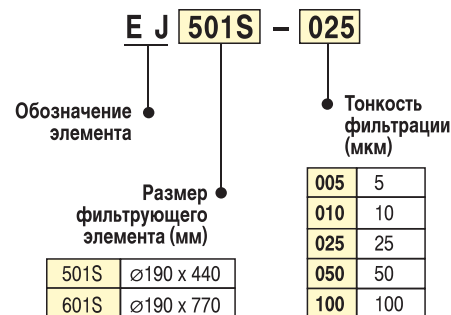 E J 501S – 025
Обозначение
элемента
Тонкость
фильтрации
(мкм)
Размер
фильтрующего
элемента (мм)
005 5
010 10
025 25
050 50
100 100
501S ⌀190 x 440
601S ⌀190 x 770